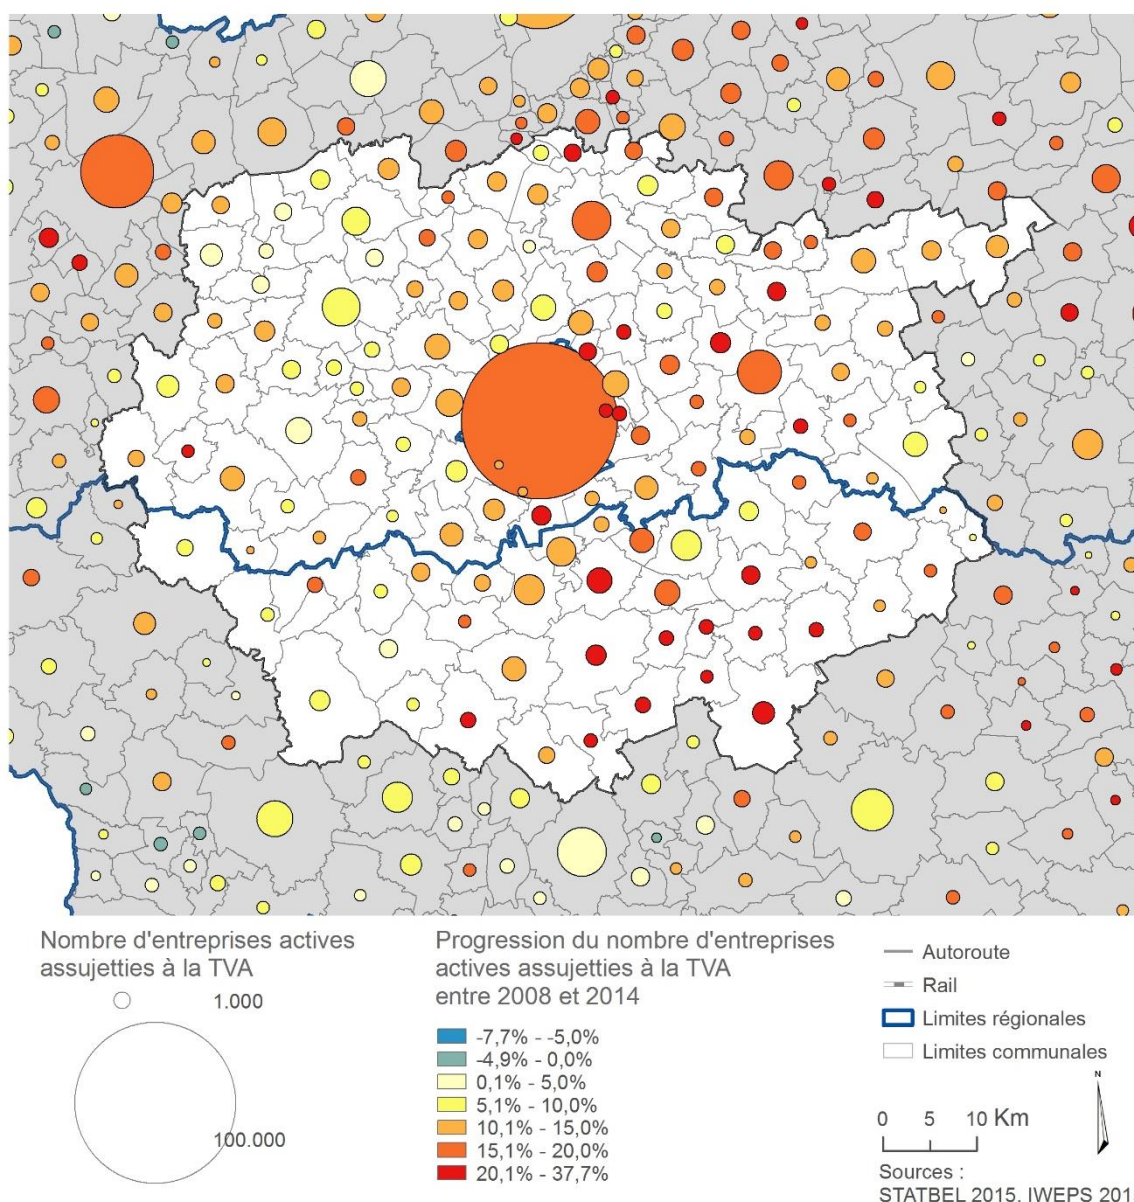 Nombre d'entreprises actives
assujetties à la TVA
1.000
100.000
Progression du nombre d'entreprises
actives assujetties à la TVA
entre 2008 et 2014
-7,7% - -5,0%
-4,9% - 0,0%
0,1% - 5,0%
5,1% - 10,0%
10,1% - 15,0%
15,1% - 20,0%
20,1% - 37,7%
Autoroute
Rail
Limites régionales
Limites communales
N
0 5 10 Km
Sources :
STATBEL 2015, IWEPS 201